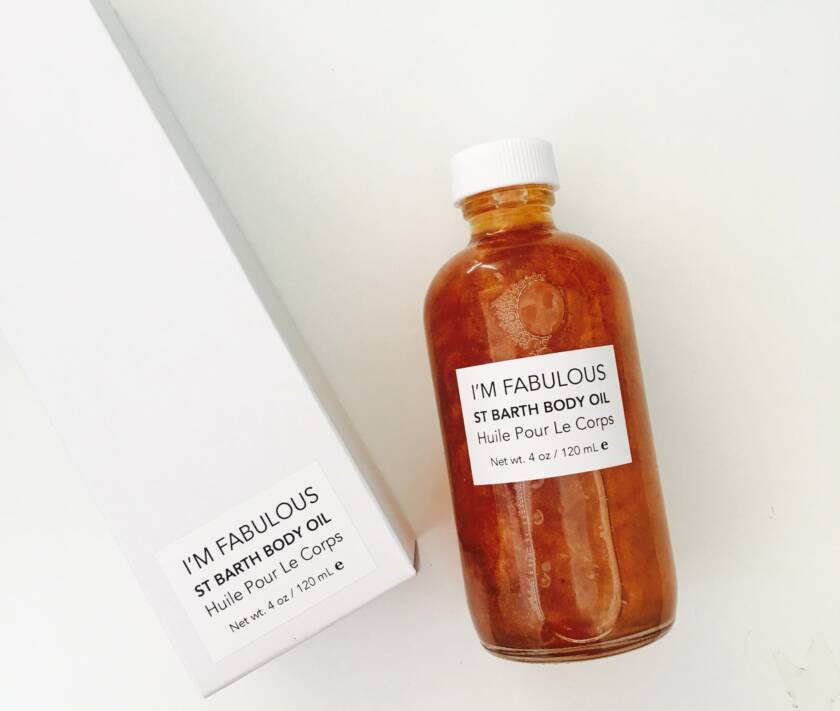 I'M FABULOUS
ST BARTH BODY OIL
Huile Pour Le Corps
Net wt. 4 oz / 120 mL e
I'M FABULOUS
ST BARTH BODY OIL
Huile Pour Le Corps
Net wt. 4 oz / 120 mL e